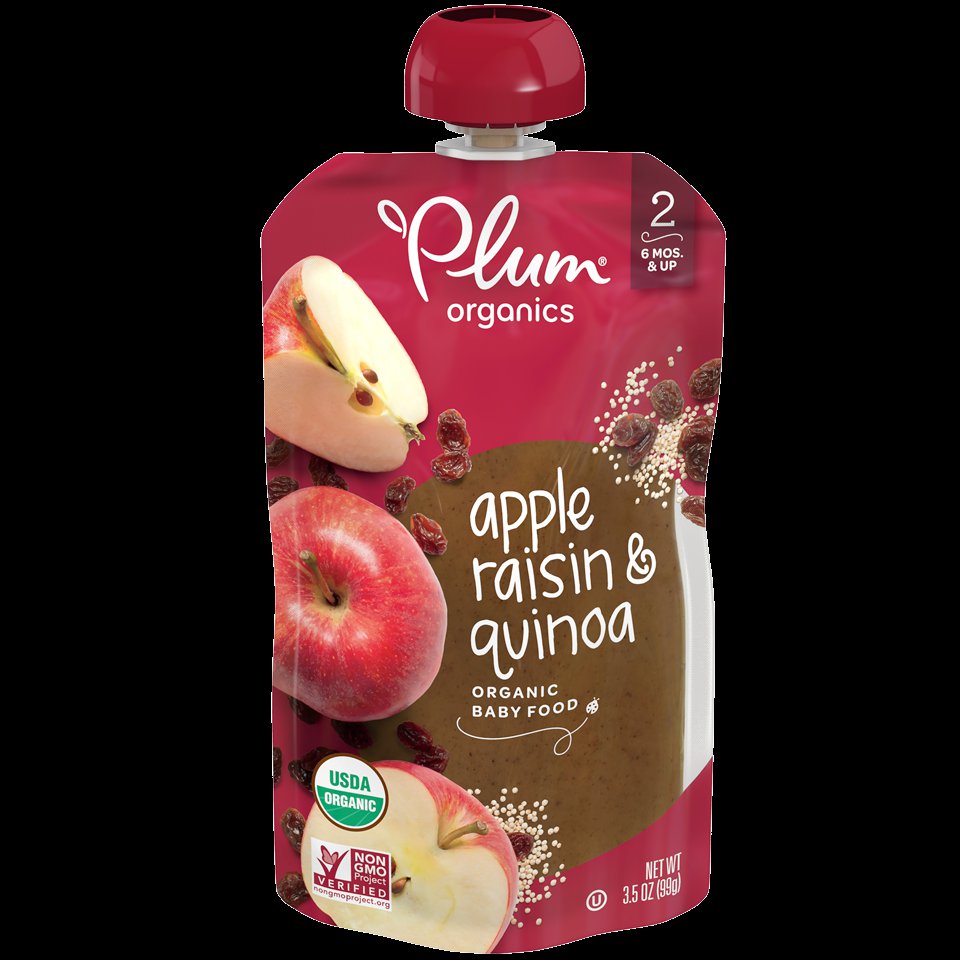 Plum®
organics
2
6 MOS.
& UP
apple
raisin &
quinoa
ORGANIC
BABY FOOD
USDA
ORGANIC
NON
GMO
Project
VERIFIED
nongmoproject.org
U
NET WT
3.5 OZ (99g)